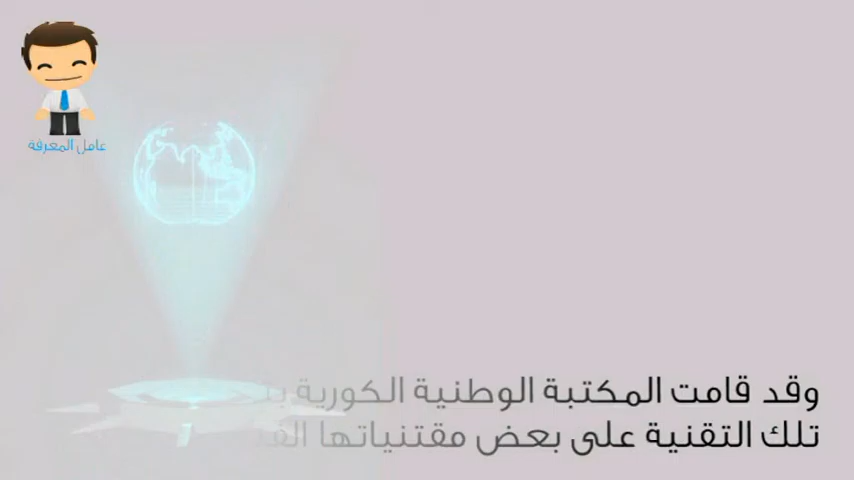 عامل المعرفة
وقد قامت المكتبة الوطنية الكورية
تلك التقنية على بعض مقتنياتها